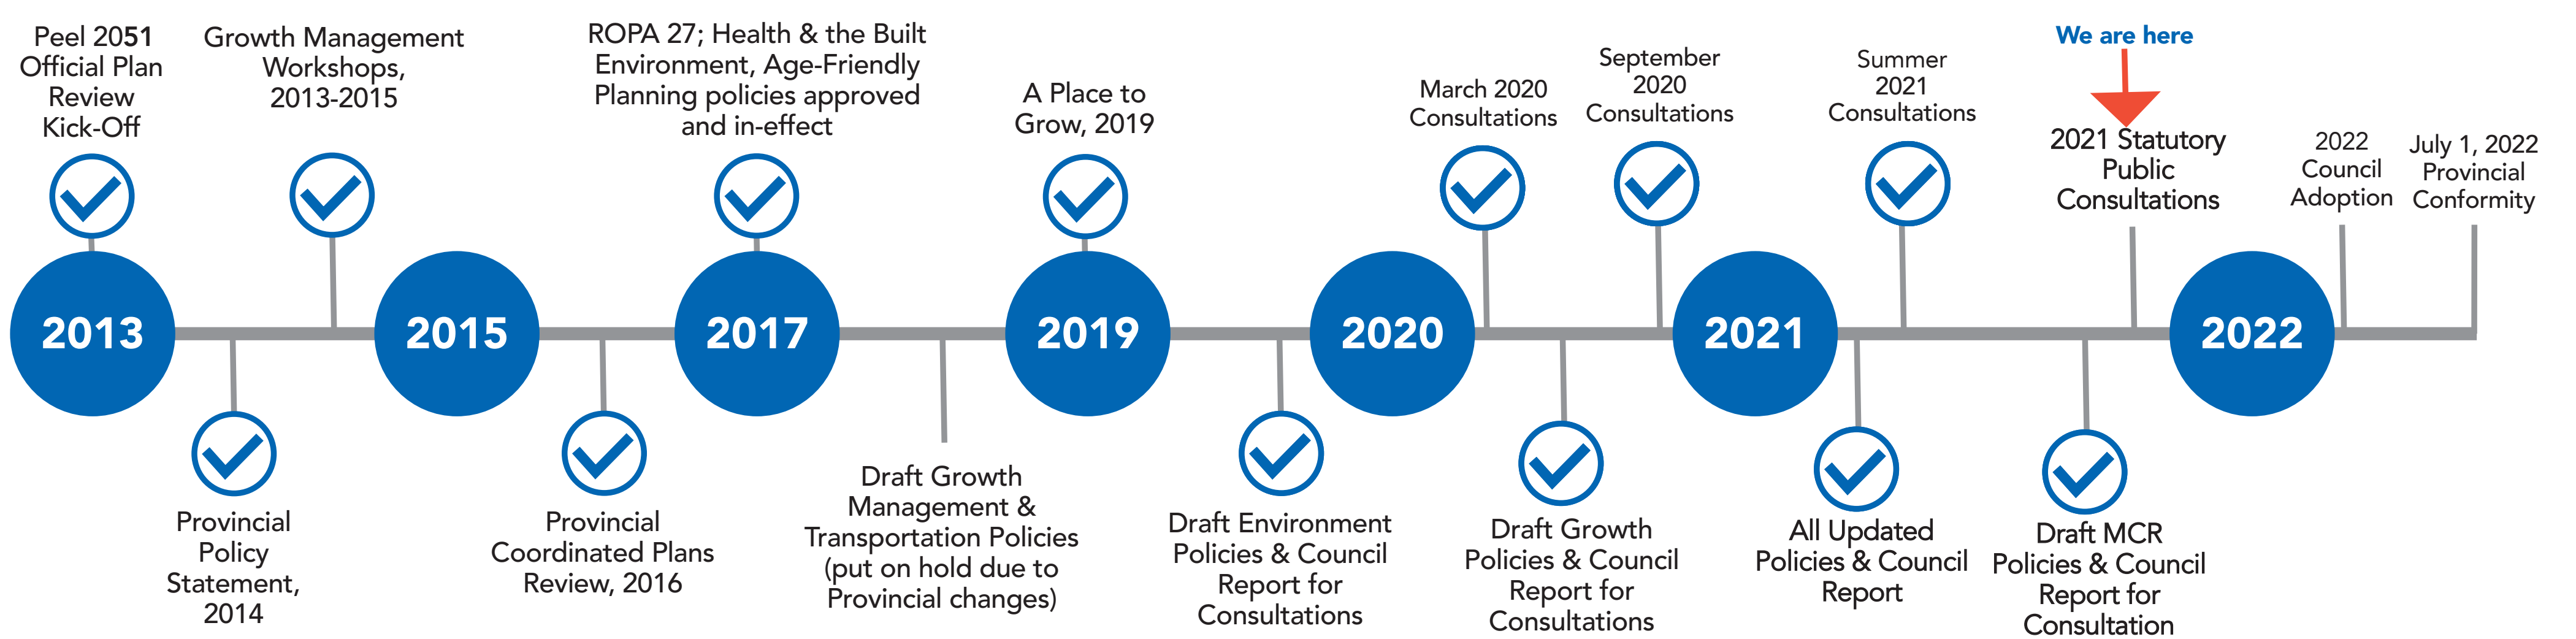 Peel 2051
Official Plan
Review
Kick-Off
Growth Management
Workshops,
2013-2015
ROPA 27; Health & the Built
Environment, Age-Friendly
Planning policies approved
and in-effect
A Place to
Grow, 2019
March 2020
Consultations
September
2020
Consultations
Summer
2021
Consultations
We are here
2021 Statutory
Public
Consultations
2022
Council
Adoption
July 1, 2022
Provincial
Conformity
2013
2015
2017
2019
2020
2021
2022
Provincial
Policy
Statement,
2014
Provincial
Coordinated Plans
Review, 2016
Draft Growth
Management &
Transportation Policies
(put on hold due to
Provincial changes)
Draft Environment
Policies & Council
Report for
Consultations
Draft Growth
Policies & Council
Report for
Consultations
All Updated
Policies & Council
Report
Draft MCR
Policies & Council
Report for
Consultation